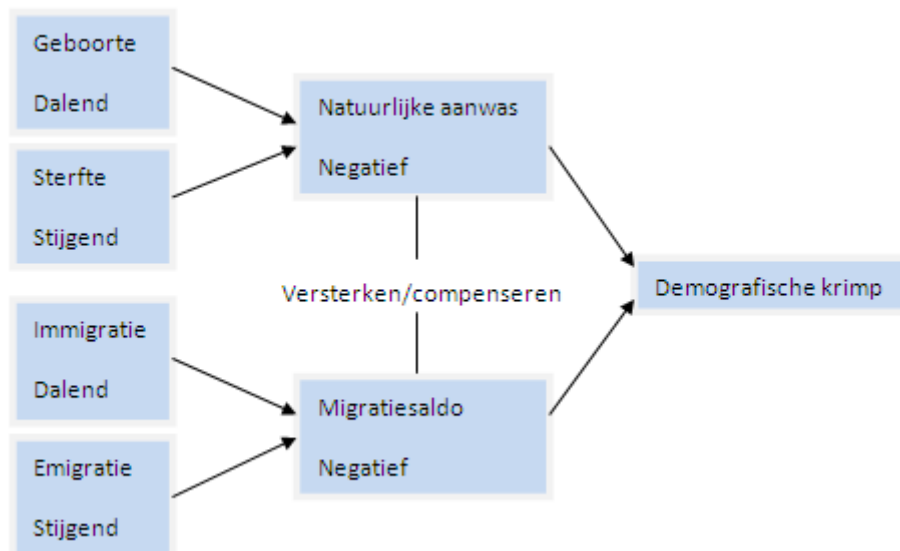 Geboorte
Dalend
Sterfte
Stijgend
Immigratie
Dalend
Emigratie
Stijgend
Natuurlijke aanwas
Negatief
Versterken/compenseren
Migratiesaldo
Negatief
Demografische krimp